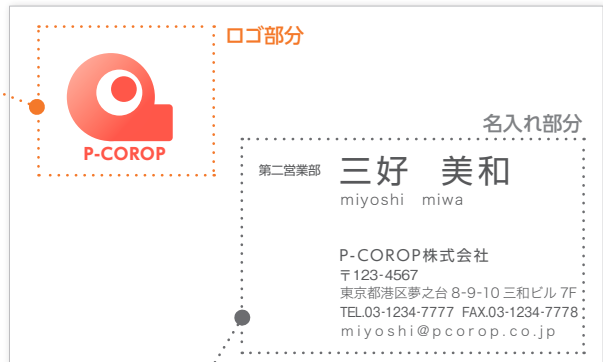 ロゴ部分
P-COROP
名入れ部分
第二営業部 三好 美和
miyoshi miwa
P-COROP株式会社
〒123-4567
東京都港区夢之台 8-9-10 三和ビル 7F
TEL.03-1234-7777 FAX.03-1234-7778
miyoshi@pcorop.co.jp